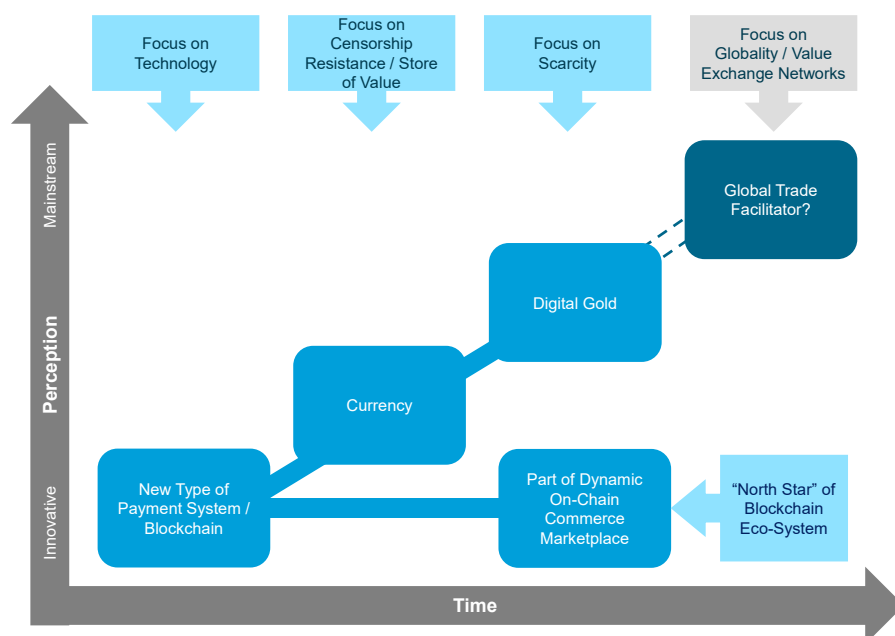 Focus on
Technology
Focus on
Censorship
Resistance / Store
of Value
Focus on
Scarcity
Focus on
Globality / Value
Exchange Networks
Mainstream
Perception
Innovative
Global Trade
Facilitator?
Digital Gold
Currency
New Type of
Payment System /
Blockchain
Part of Dynamic
On-Chain
Commerce
Marketplace
“North Star” of
Blockchain
Eco-System
Time